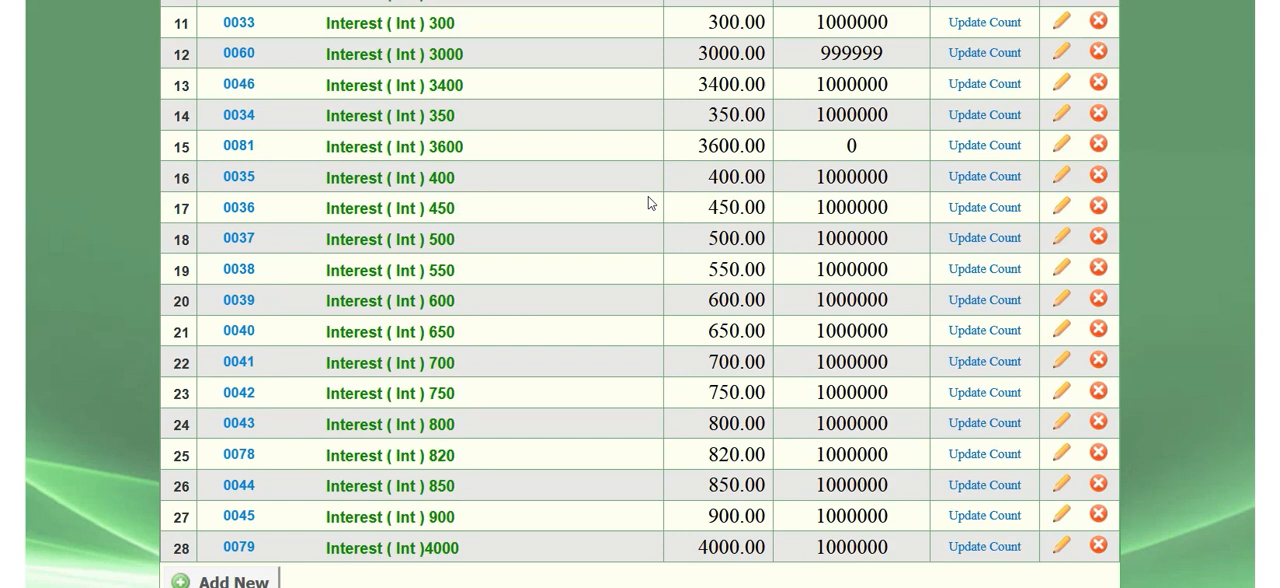 11 0033 Interest ( Int ) 300 300.00 1000000 Update Count
12 0060 Interest ( Int ) 3000 3000.00 999999 Update Count
13 0046 Interest ( Int ) 3400 3400.00 1000000 Update Count
14 0034 Interest ( Int ) 350 350.00 1000000 Update Count
15 0081 Interest ( Int ) 3600 3600.00 0 Update Count
16 0035 Interest ( Int ) 400 400.00 1000000 Update Count
17 0036 Interest ( Int ) 450 450.00 1000000 Update Count
18 0037 Interest ( Int ) 500 500.00 1000000 Update Count
19 0038 Interest ( Int ) 550 550.00 1000000 Update Count
20 0039 Interest ( Int ) 600 600.00 1000000 Update Count
21 0040 Interest ( Int ) 650 650.00 1000000 Update Count
22 0041 Interest ( Int ) 700 700.00 1000000 Update Count
23 0042 Interest ( Int ) 750 750.00 1000000 Update Count
24 0043 Interest ( Int ) 800 800.00 1000000 Update Count
25 0078 Interest ( Int ) 820 820.00 1000000 Update Count
26 0044 Interest ( Int ) 850 850.00 1000000 Update Count
27 0045 Interest ( Int ) 900 900.00 1000000 Update Count
28 0079 Interest ( Int )4000 4000.00 1000000 Update Count
Add New